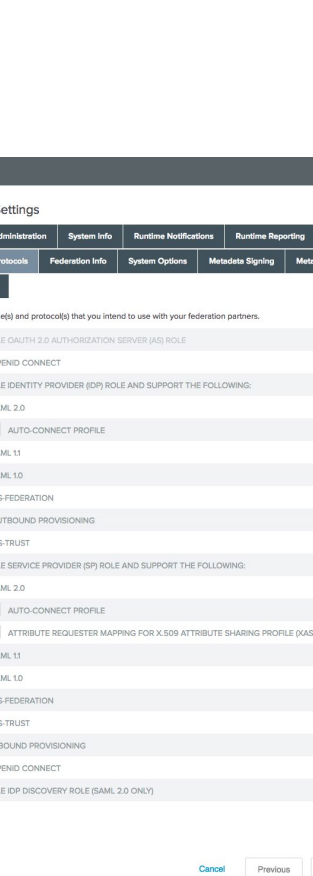 ettings
dministration System Info Runtime Notifications Runtime Reporting
rotocols Federation Info System Options Metadata Signing Meta
e(s) and protocol(s) that you intend to use with your federation partners.
E OAUTH 2.0 AUTHORIZATION SERVER (AS) ROLE
PENID CONNECT
E IDENTITY PROVIDER (IDP) ROLE AND SUPPORT THE FOLLOWING:
ML 2.0
AUTO-CONNECT PROFILE
ML 1.1
ML 1.0
S-FEDERATION
UTBOUND PROVISIONING
S-TRUST
E SERVICE PROVIDER (SP) ROLE AND SUPPORT THE FOLLOWING:
ML 2.0
AUTO-CONNECT PROFILE
ATTRIBUTE REQUESTER MAPPING FOR X.509 ATTRIBUTE SHARING PROFILE (XAS
ML 1.1
ML 1.0
S-FEDERATION
S-TRUST
BOUND PROVISIONING
PENID CONNECT
E IDP DISCOVERY ROLE (SAML 2.0 ONLY)
Cancel Previous